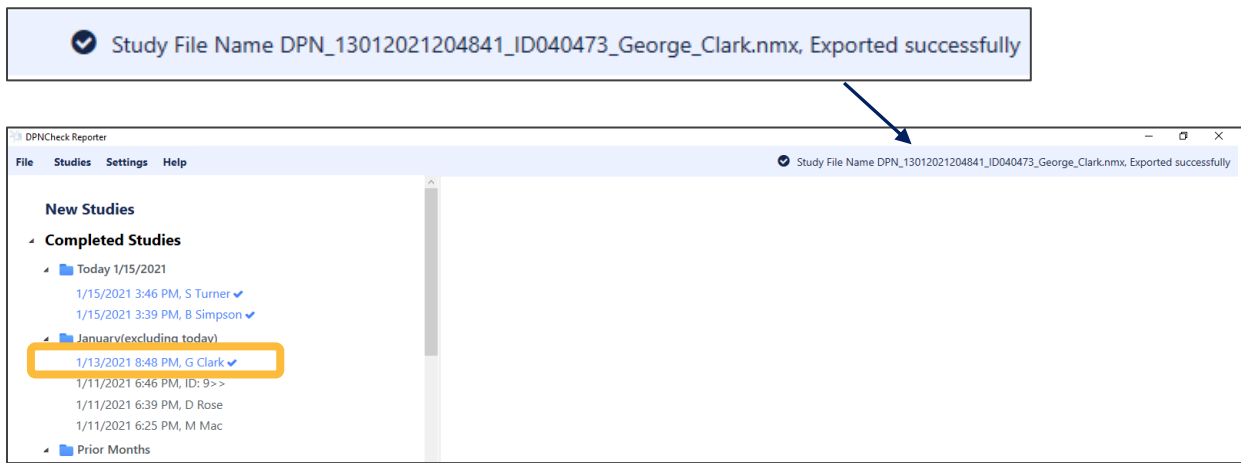 Study File Name DPN_13012021204841_ID040473_George_Clark.nmx, Exported successfully
DPNCheck Reporter
File Studies Settings Help
Study File Name DPN_13012021204841_ID040473_George_Clark.nmx, Exported successfully
New Studies
Completed Studies
Today 1/15/2021
1/15/2021 3:46 PM, S Turner
1/15/2021 3:39 PM, B Simpson
January(excluding today)
1/13/2021 8:48 PM, G Clark
1/11/2021 6:46 PM, ID: 9>>
1/11/2021 6:39 PM, D Rose
1/11/2021 6:25 PM, M Mac
Prior Months